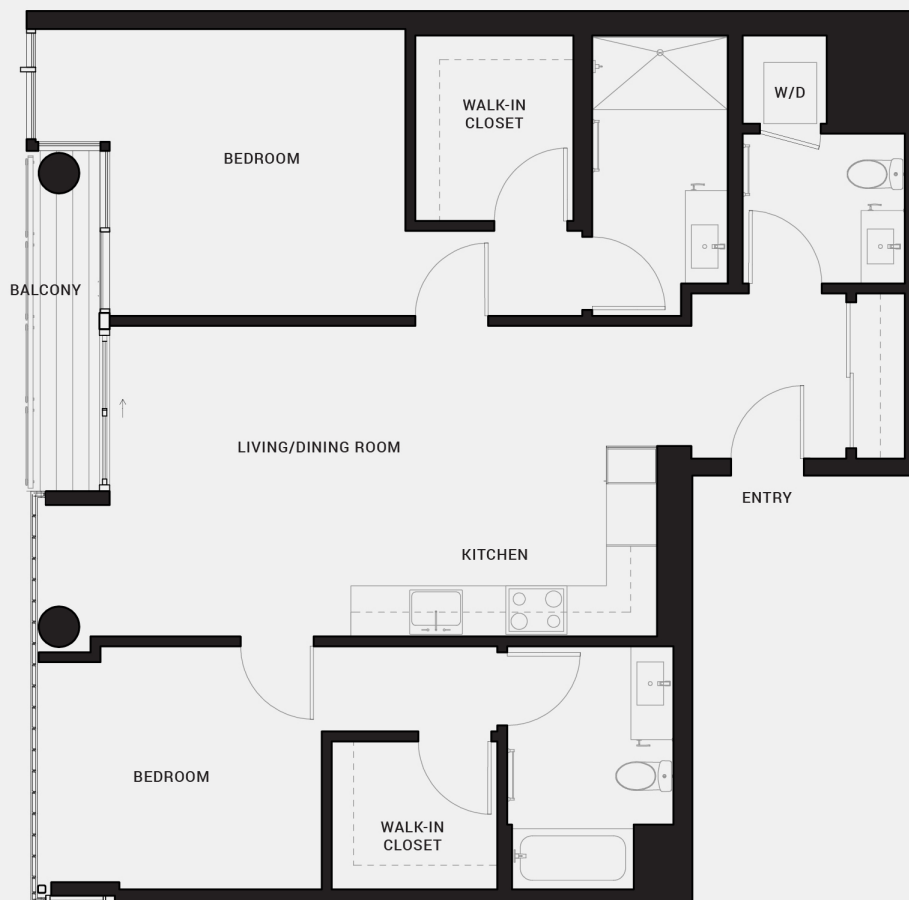 W/D
WALK-IN
CLOSET
BEDROOM
BALCONY
LIVING/DINING ROOM
ENTRY
KITCHEN
BEDROOM
WALK-IN
CLOSET